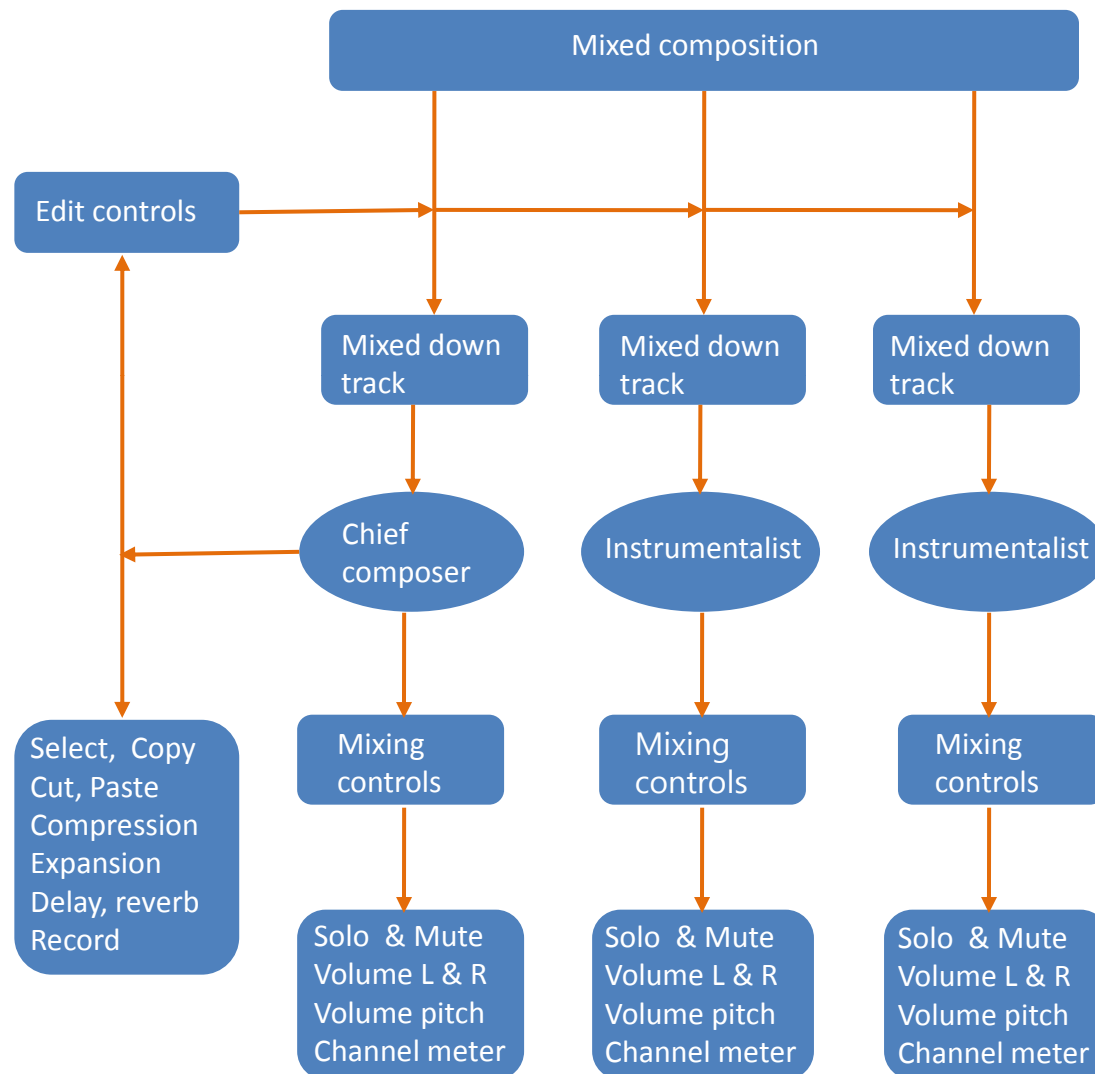 Mixed composition
Edit controls
Mixed down
track
Mixed down
track
Mixed down
track
Chief
composer
Instrumentalist
Instrumentalist
Select,  Copy
Cut, Paste
Compression
Expansion
Delay, reverb
Record
Mixing
controls
Mixing
controls
Mixing
controls
Solo  & Mute
Volume L & R
Volume pitch
Channel meter
Solo  & Mute
Volume L & R
Volume pitch
Channel meter
Solo  & Mute
Volume L & R
Volume pitch
Channel meter